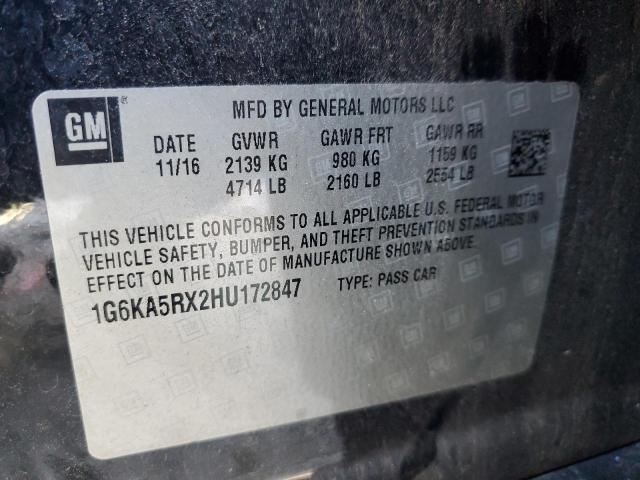 GM
MFD BY GENERAL MOTORS LLC
DATE GVWR GAWR FRT GAWR RR
11/16 2139 KG 980 KG 1159 KG
4714 LB 2160 LB 2554 LB
THIS VEHICLE CONFORMS TO ALL APPLICABLE U.S. FEDERAL MOTOR
VEHICLE SAFETY, BUMPER, AND THEFT PREVENTION STANDARDS IN
EFFECT ON THE DATE OF MANUFACTURE SHOWN ABOVE.
1G6KA5RX2HU172847 TYPE: PASS CAR